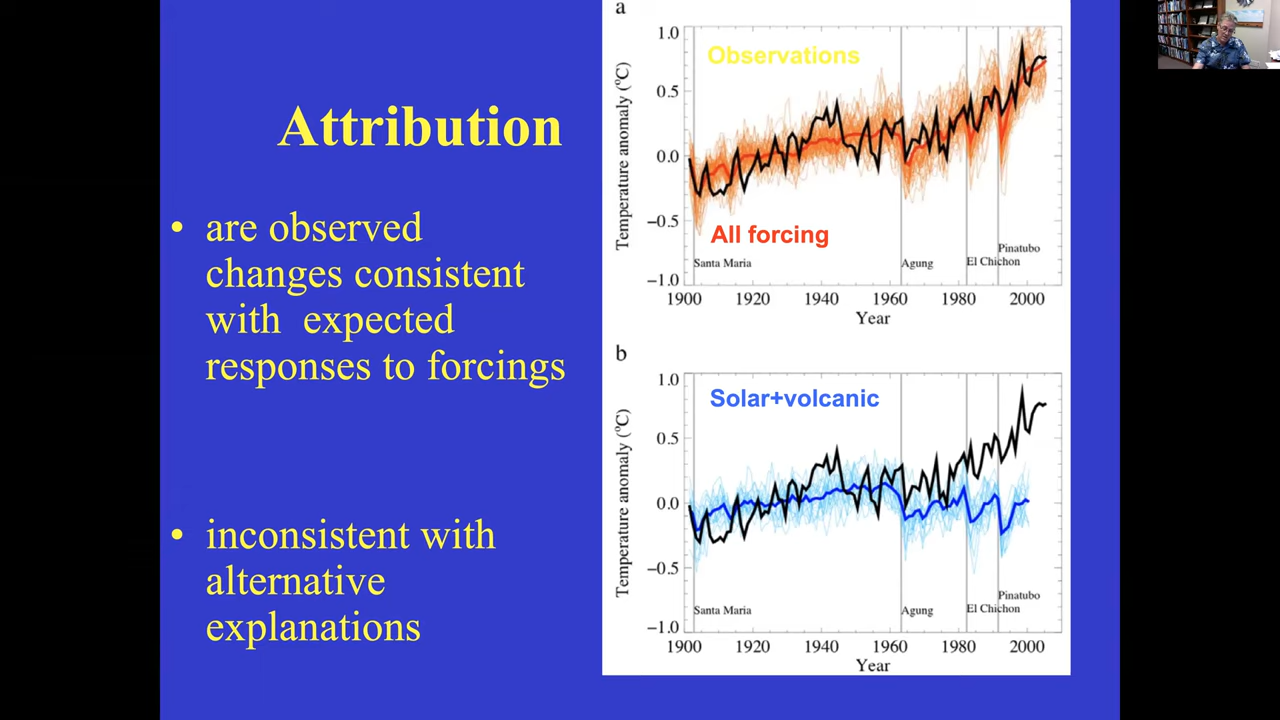 Attribution
• are observed
changes consistent
with expected
responses to forcings
• inconsistent with
alternative
explanations
a
1.0
0.5
0.0
−0.5
−1.0
Temperature anomaly (°C)
Observations
All forcing
Santa Maria
Agung
El Chichon
Pinatubo
1900 1920 1940 1960 1980 2000
Year
b
1.0
0.5
0.0
−0.5
−1.0
Temperature anomaly (°C)
Solar+volcanic
Santa Maria
Agung
El Chichon
Pinatubo
1900 1920 1940 1960 1980 2000
Year